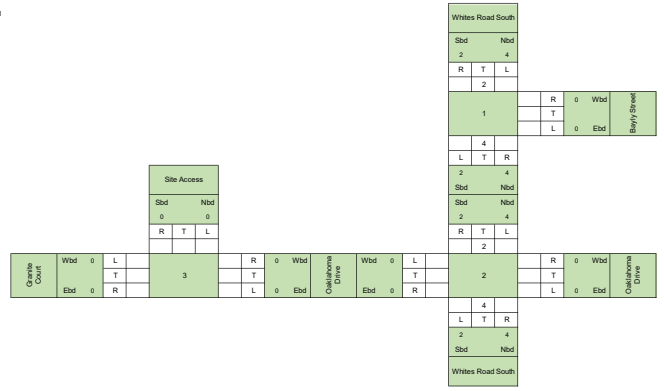 Whites Road South
Sbd Nbd
2 4
R T L
2
1
R 0 Wbd
T
L 0 Ebd
Bayly Street
4
L T R
2 4
Sbd Nbd
Site Access
Sbd Nbd
0 0
R T L
Sbd Nbd
2 4
R T L
2
Granite
Court
Wbd 0 L
T
Ebd 0 R
3
R 0 Wbd
T
L 0 Ebd
Oaklahoma
Drive
Wbd 0 L
T
Ebd 0 R
2
R 0 Wbd
T
L 0 Ebd
Oaklahoma
Drive
4
L T R
2 4
Sbd Nbd
Whites Road South